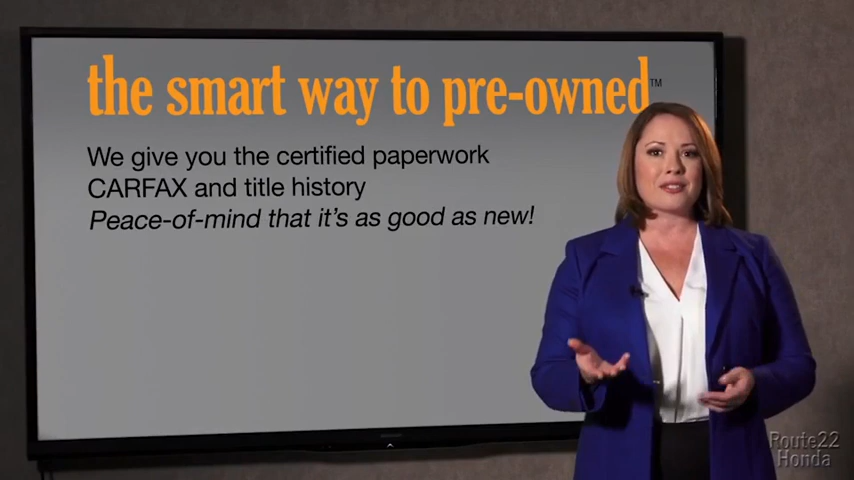 the smart way to pre-owned™
We give you the certified paperwork
CARFAX and title history
Peace-of-mind that it's as good as new!
Route22
Honda